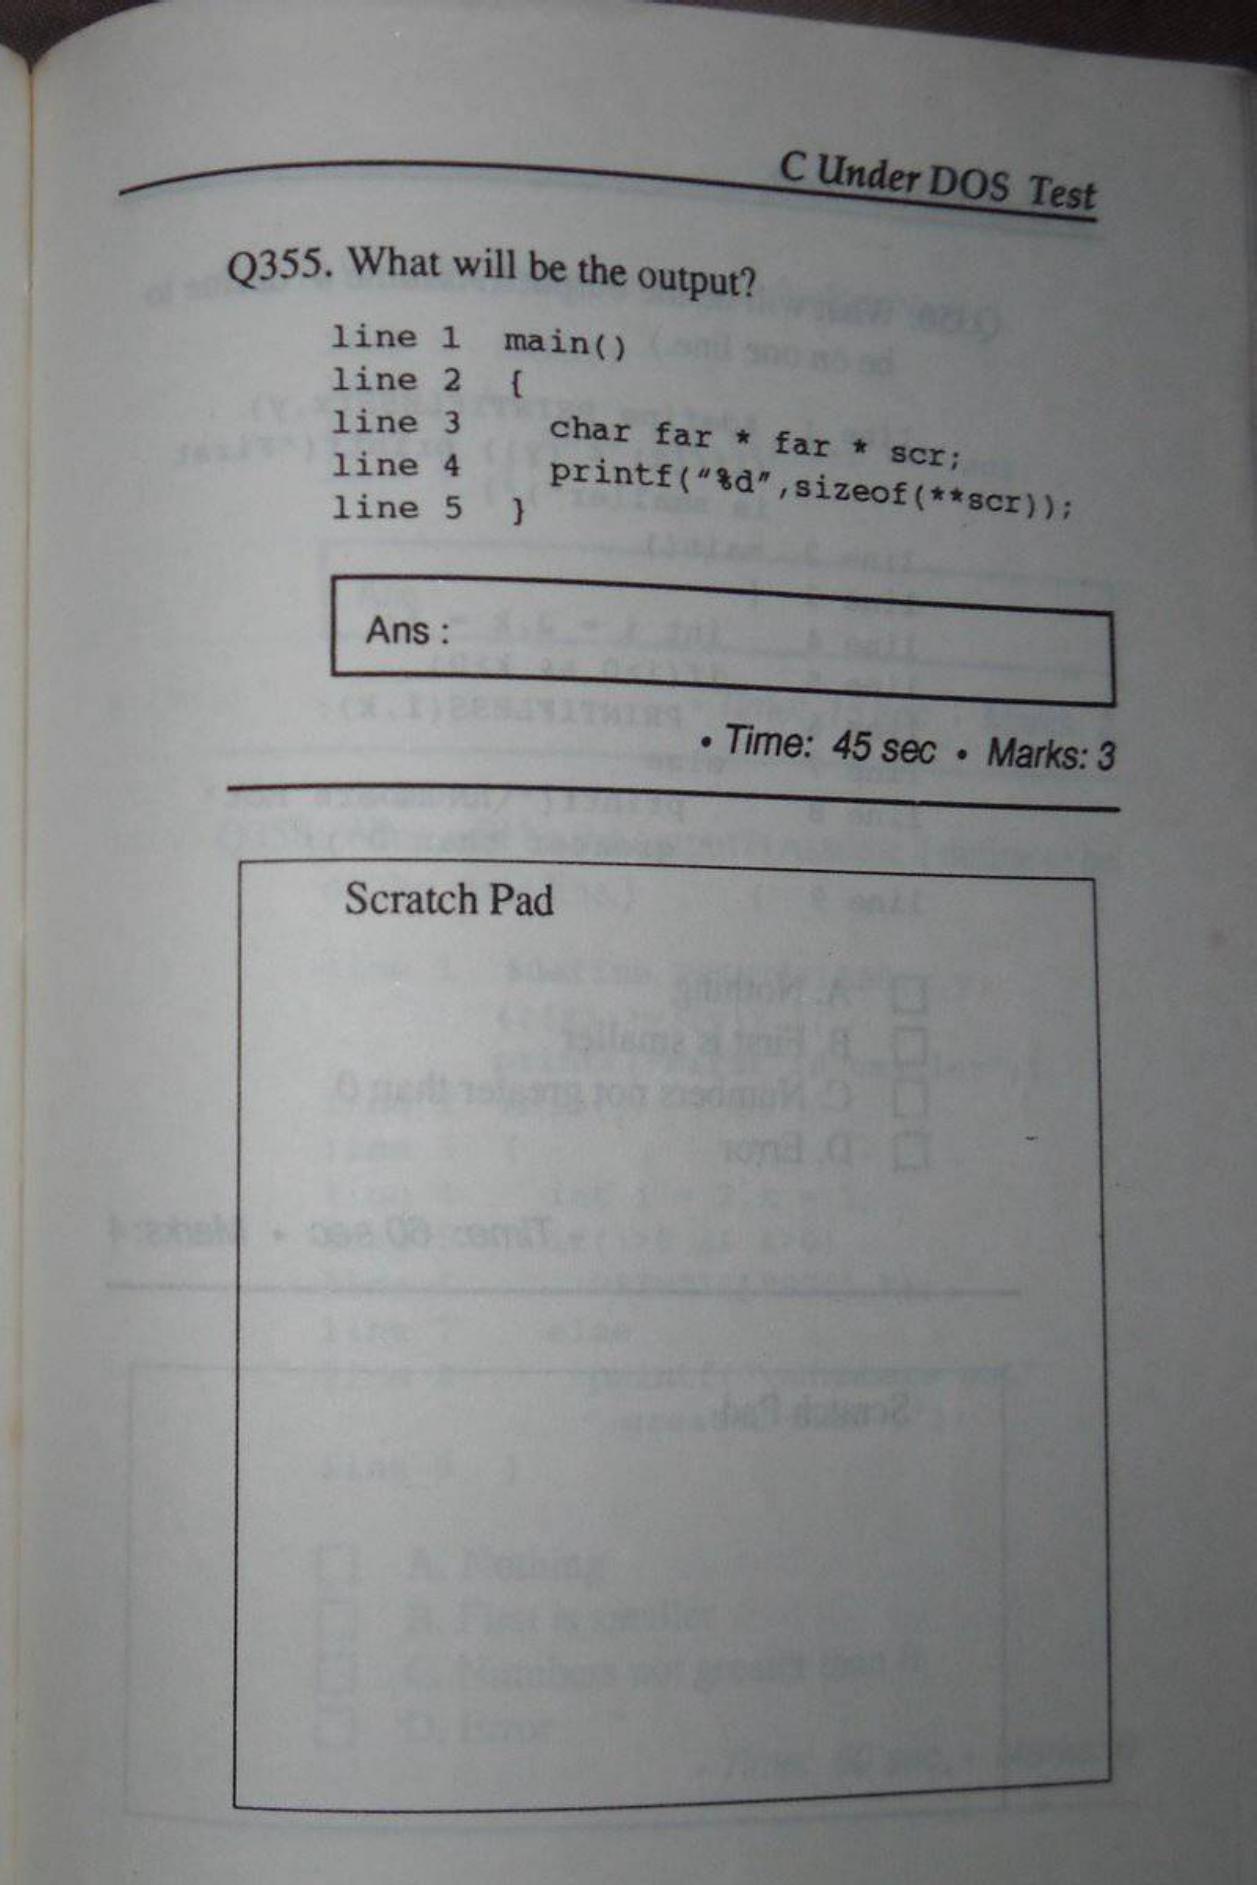 C Under DOS Test
Q355. What will be the output?
line 1 main()
line 2 {
line 3 char far * far * scr;
line 4 printf("%d",sizeof(**scr));
line 5 }
Ans :
• Time: 45 sec • Marks: 3
Scratch Pad